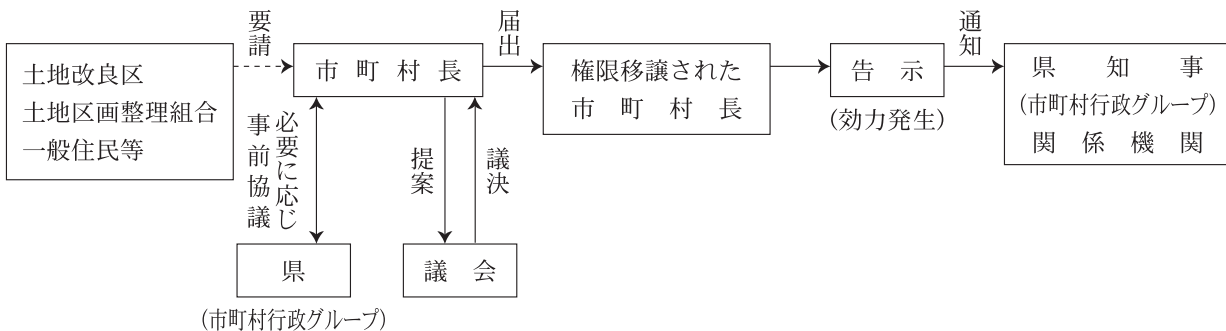 要請
土地改良区
土地区画整理組合
一般住民等
市町村長
届出
権限移譲された
市町村長
告示
(効力発生)
通知
県知事
(市町村行政グループ)
関係機関
必要に応じ
事前協議
提案
議決
県
(市町村行政グループ)
議会